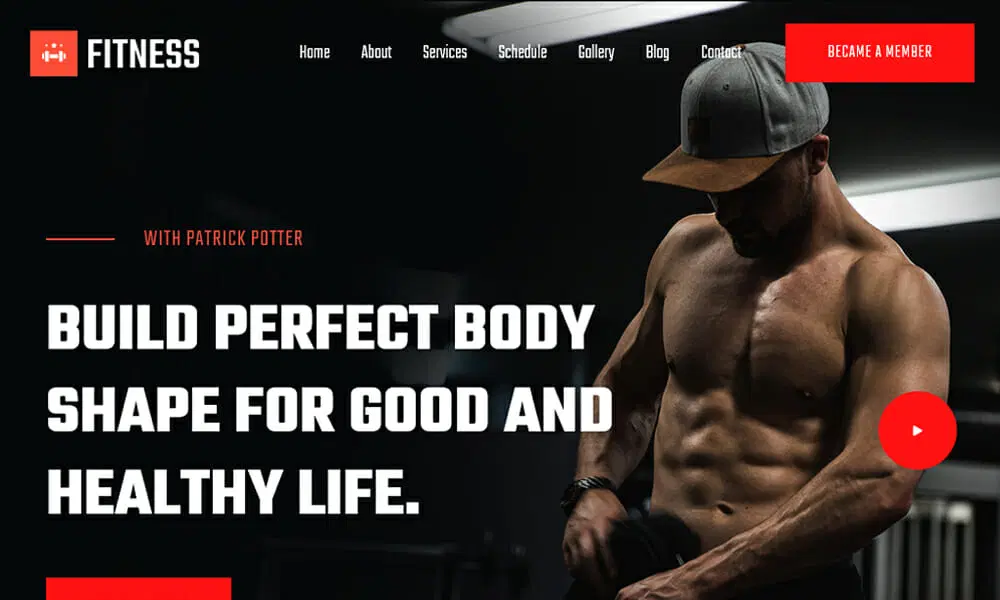 FITNESS
Home About Services Schedule Gallery Blog Contact
BECAME A MEMBER
WITH PATRICK POTTER
BUILD PERFECT BODY
SHAPE FOR GOOD AND
HEALTHY LIFE.